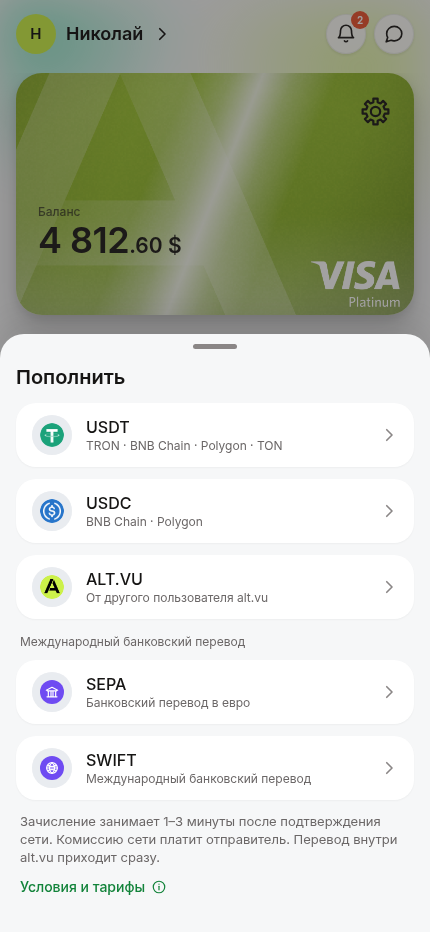 Н
Николай
2
Баланс
4 812.60 $
VISA
Platinum
Пополнить
USDT
TRON · BNB Chain · Polygon · TON
USDC
BNB Chain · Polygon
ALT.VU
От другого пользователя alt.vu
Международный банковский перевод
SEPA
Банковский перевод в евро
SWIFT
Международный банковский перевод
Зачисление занимает 1–3 минуты после подтверждения
сети. Комиссию сети платит отправитель. Перевод внутри
alt.vu приходит сразу.
Условия и тарифы